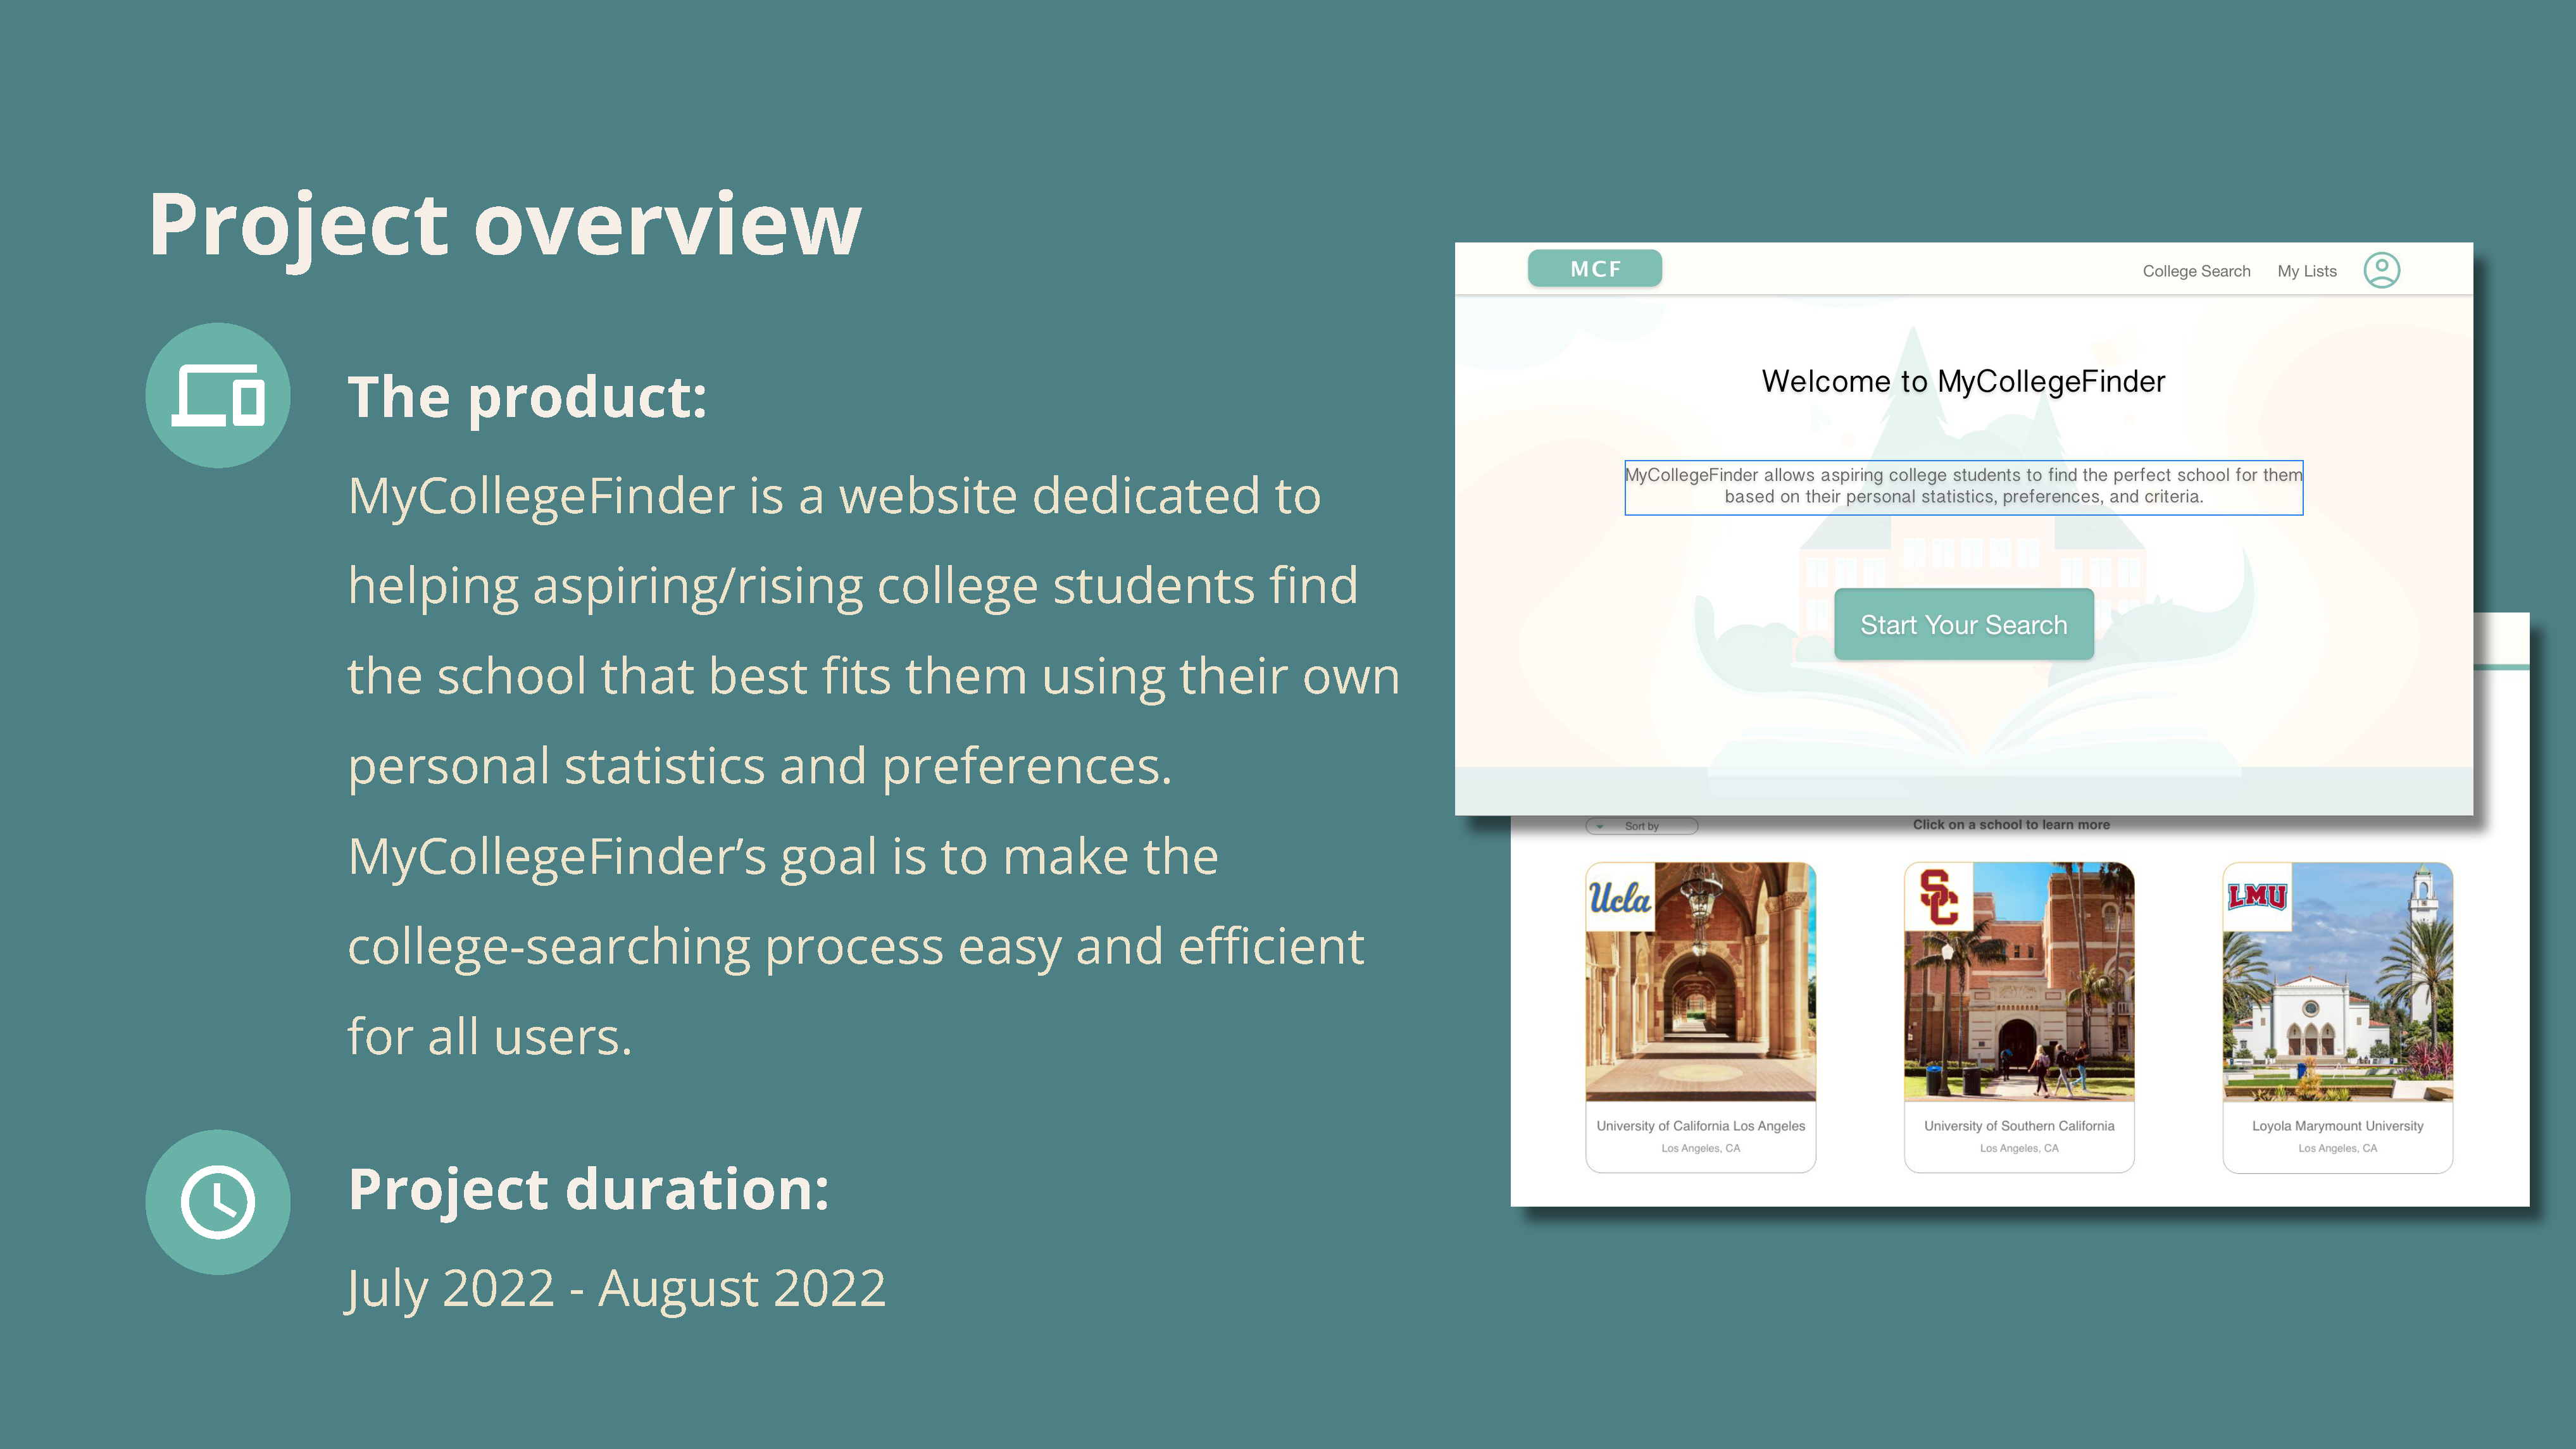 Project overview
The product:
MyCollegeFinder is a website dedicated to
helping aspiring/rising college students find
the school that best fits them using their own
personal statistics and preferences.
MyCollegeFinder’s goal is to make the
college-searching process easy and efficient
for all users.
Project duration:
July 2022 - August 2022
MCF
College Search
My Lists
Welcome to MyCollegeFinder
MyCollegeFinder allows aspiring college students to find the perfect school for them
based on their personal statistics, preferences, and criteria.
Start Your Search
Sort by
Click on a school to learn more
Ucla
SC
LMU
University of California Los Angeles
Los Angeles, CA
University of Southern California
Los Angeles, CA
Loyola Marymount University
Los Angeles, CA